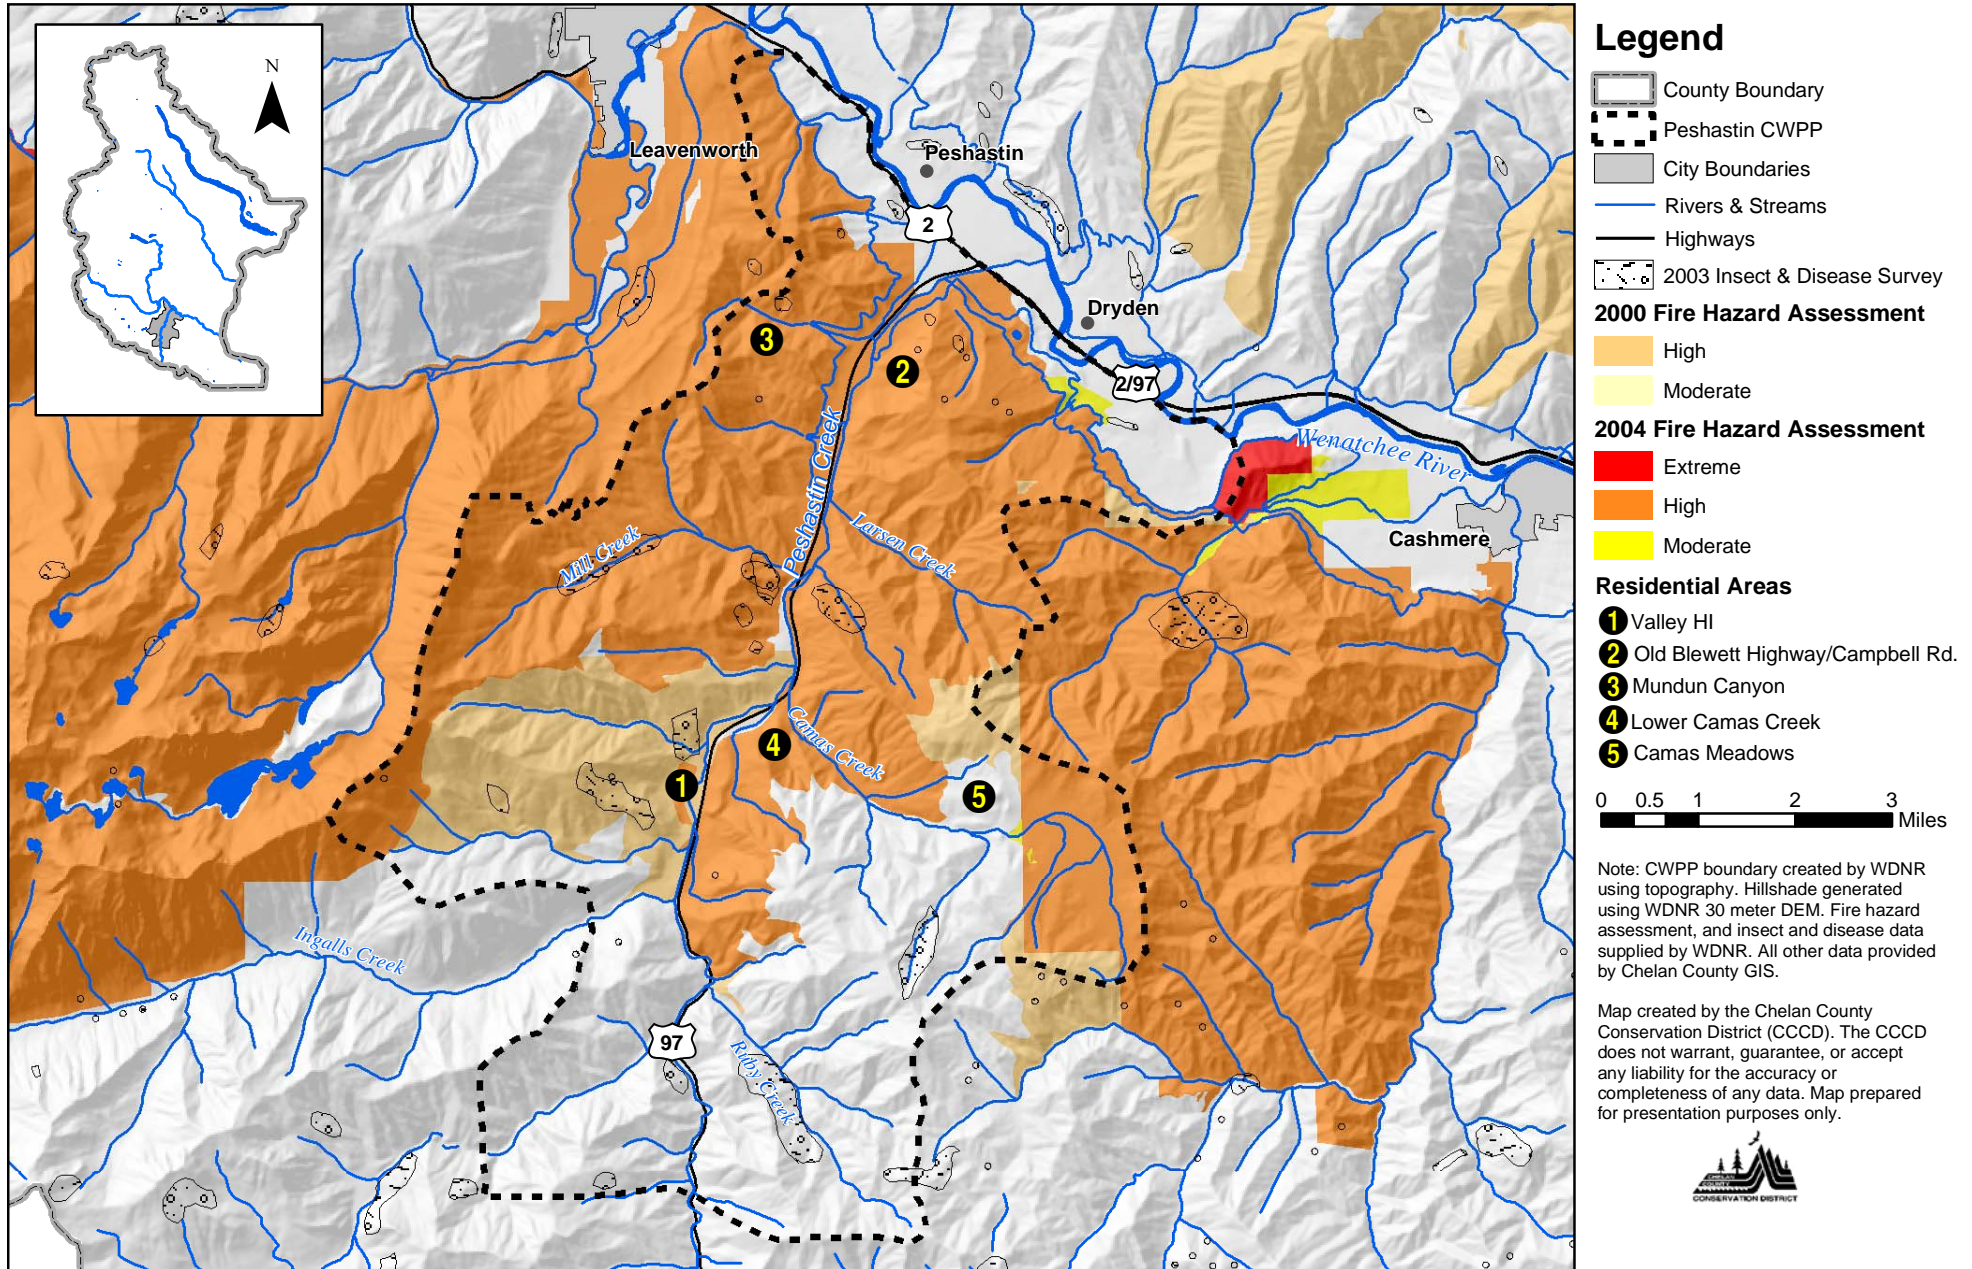 N
Leavenworth
Peshastin
2
Dryden
3
2
2/97
Wenatchee River
Peshastin Creek
Larsen Creek
Mill Creek
Cashmere
Camas Creek
4
1
5
Ingalls Creek
97
Ruby Creek
Legend
County Boundary
Peshastin CWPP
City Boundaries
Rivers & Streams
Highways
2003 Insect & Disease Survey
2000 Fire Hazard Assessment
High
Moderate
2004 Fire Hazard Assessment
Extreme
High
Moderate
Residential Areas
1 Valley HI
2 Old Blewett Highway/Campbell Rd.
3 Mundun Canyon
4 Lower Camas Creek
5 Camas Meadows
0 0.5 1 2 3
Miles
Note: CWPP boundary created by WDNR
using topography. Hillshade generated
using WDNR 30 meter DEM. Fire hazard
assessment, and insect and disease data
supplied by WDNR. All other data provided
by Chelan County GIS.
Map created by the Chelan County
Conservation District (CCCD). The CCCD
does not warrant, guarantee, or accept
any liability for the accuracy or
completeness of any data. Map prepared
for presentation purposes only.
CHELAN
COUNTY
CONSERVATION DISTRICT